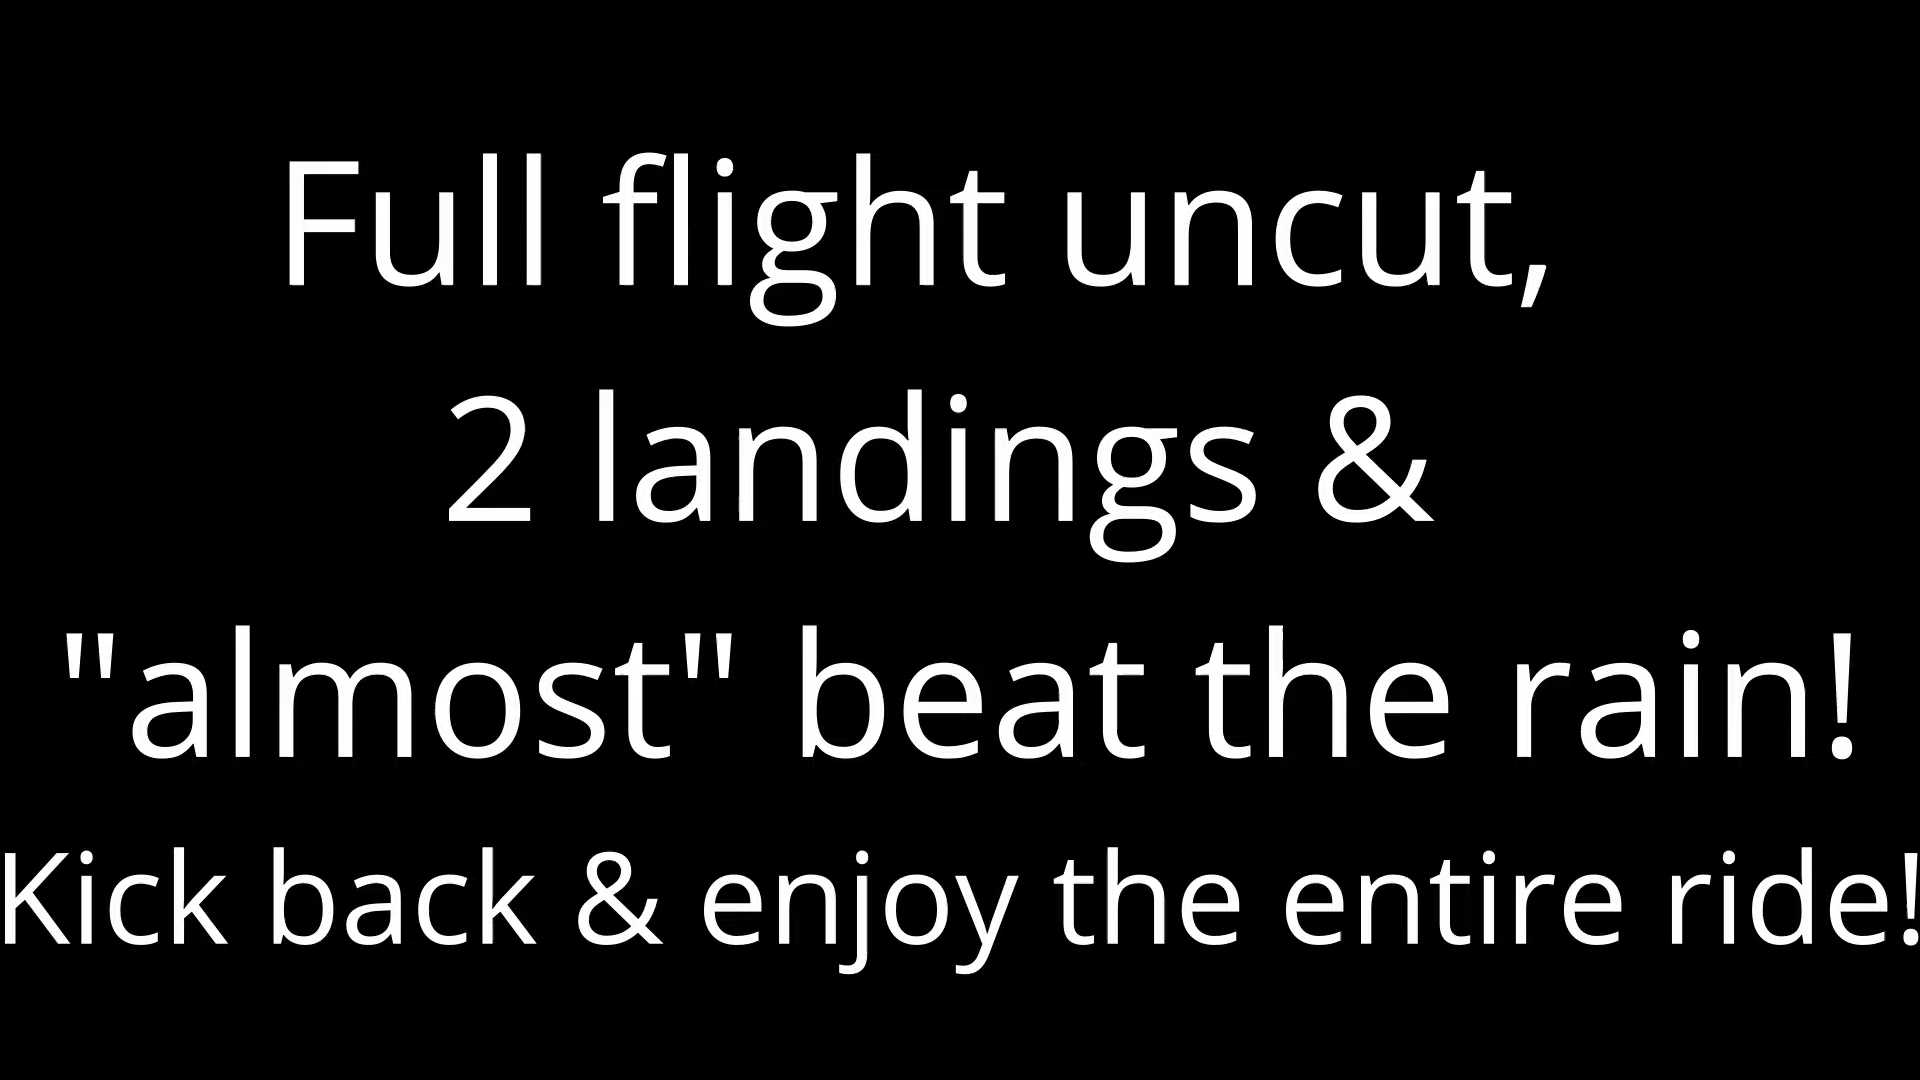 Full flight uncut,
2 landings &
"almost" beat the rain!
Kick back & enjoy the entire ride!